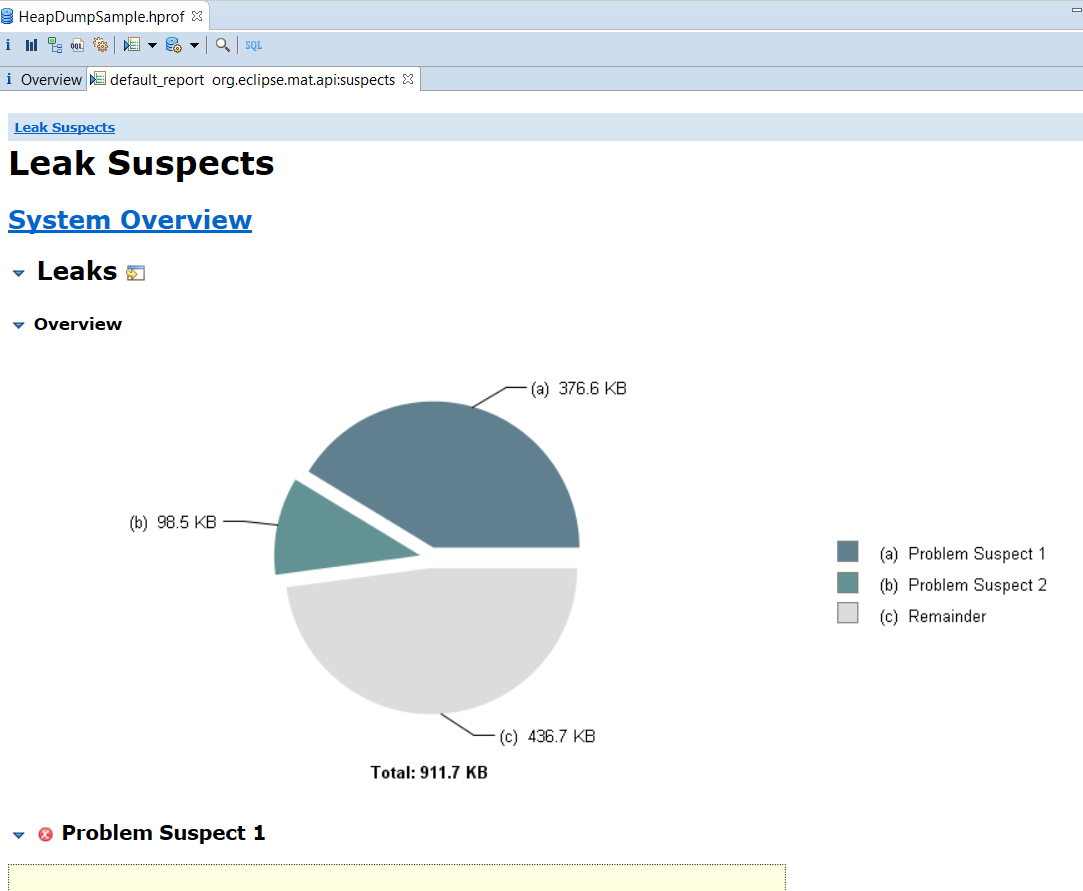 HeapDumpSample.hprof
i OQL SQL
i Overview default_report org.eclipse.mat.api:suspects
Leak Suspects
Leak Suspects
System Overview
Leaks
Overview
(a) 376.6 KB
(b) 98.5 KB
(a) Problem Suspect 1
(b) Problem Suspect 2
(c) Remainder
(c) 436.7 KB
Total: 911.7 KB
Problem Suspect 1